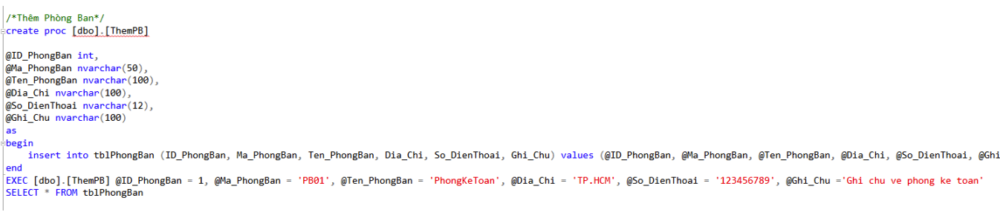 /*Thêm Phòng Ban*/
create proc [dbo].[ThemPB]
@ID_PhongBan int,
@Ma_PhongBan nvarchar(50),
@Ten_PhongBan nvarchar(100),
@Dia_Chi nvarchar(100),
@So_DienThoai nvarchar(12),
@Ghi_Chu nvarchar(100)
as
begin
insert into tblPhongBan (ID_PhongBan, Ma_PhongBan, Ten_PhongBan, Dia_Chi, So_DienThoai, Ghi_Chu) values (@ID_PhongBan, @Ma_PhongBan, @Ten_PhongBan, @Dia_Chi, @So_DienThoai, @Ghi
end
EXEC [dbo].[ThemPB] @ID_PhongBan = 1, @Ma_PhongBan = 'PB01', @Ten_PhongBan = 'PhongKeToan', @Dia_Chi = 'TP.HCM', @So_DienThoai = '123456789', @Ghi_Chu ='Ghi chu ve phong ke toan'
SELECT * FROM tblPhongBan